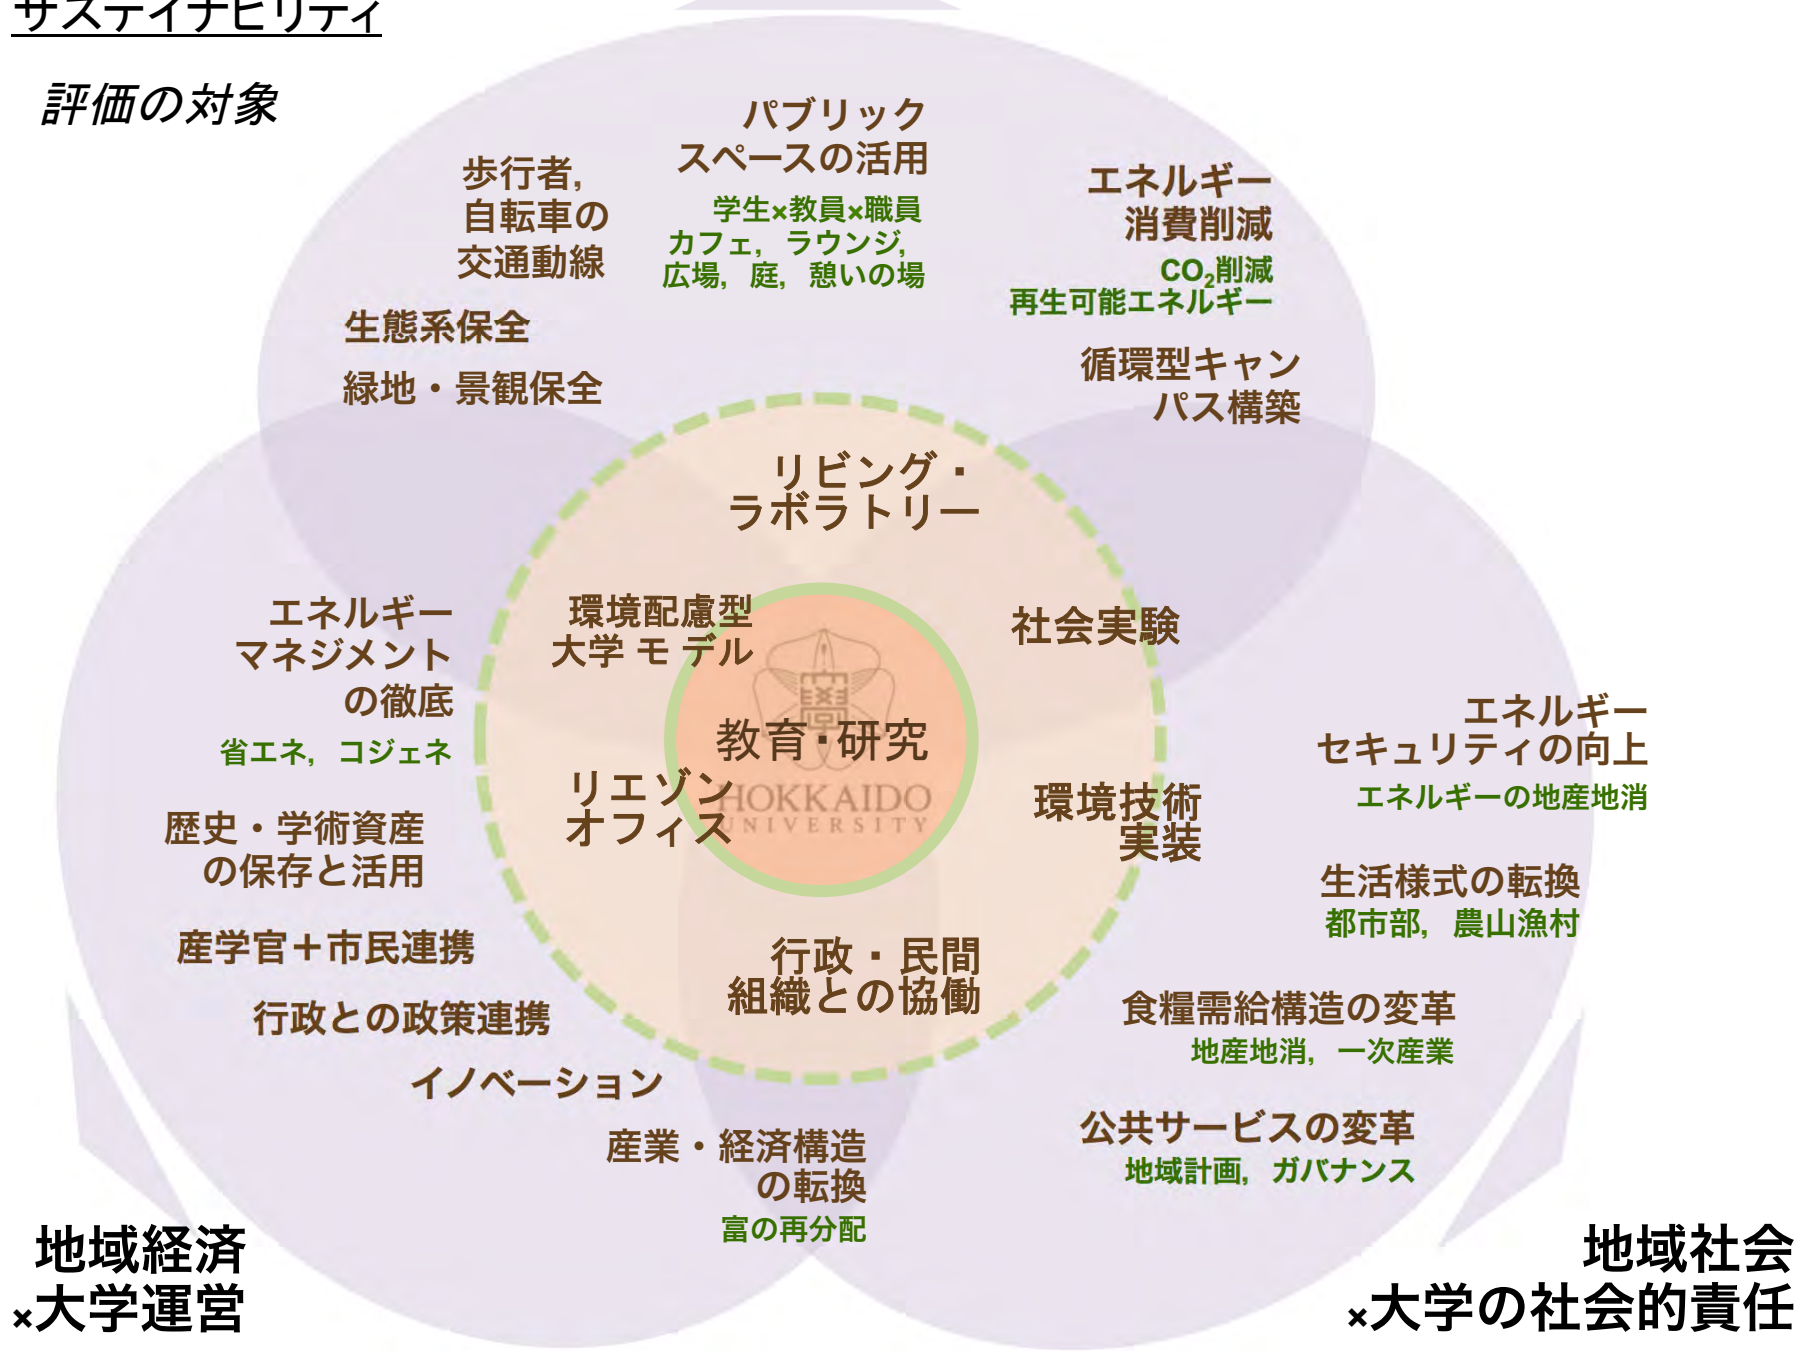 サステイナビリティ
評価の対象
パブリック
スペースの活用
学生×教員×職員
カフェ，ラウンジ，
広場，庭，憩いの場
歩行者，
自転車の
交通動線
エネルギー
消費削減
CO₂削減
再生可能エネルギー
生態系保全
緑地・景観保全
循環型キャン
パス構築
リビング・
ラボラトリー
環境配慮型
大学 モ デル
社会実験
教育・研究
HOKKAIDO
UNIVERSITY
リエゾン
オフィス
環境技術
実装
行政・民間
組織との協働
エネルギー
マネジメント
の徹底
省エネ，コジェネ
歴史・学術資産
の保存と活用
産学官＋市民連携
行政との政策連携
イノベーション
産業・経済構造
の転換
富の再分配
エネルギー
セキュリティの向上
エネルギーの地産地消
生活様式の転換
都市部，農山漁村
食糧需給構造の変革
地産地消，一次産業
公共サービスの変革
地域計画，ガバナンス
地域経済
×大学運営
地域社会
×大学の社会的責任